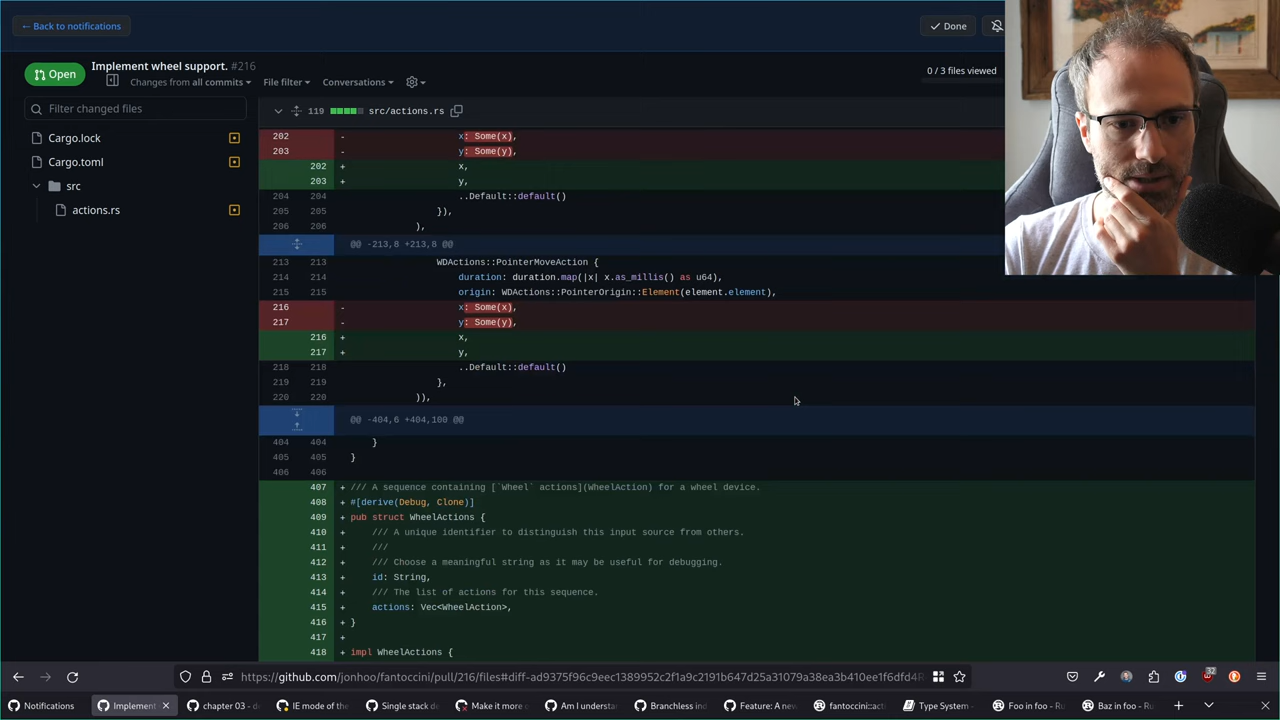 ← Back to notifications
Done
Open
Implement wheel support. #216
Changes from all commits
File filter
Conversations
0 / 3 files viewed
Filter changed files
Cargo.lock
Cargo.toml
src
actions.rs
119 src/actions.rs
202 - x: Some(x),
203 - y: Some(y),
202 + x,
203 + y,
204 204 ..Default::default()
205 205 }),
206 206 ),
@@ -213,8 +213,8 @@
213 213 WDActions::PointerMoveAction {
214 214 duration: duration.map(|x| x.as_millis() as u64),
215 215 origin: WDActions::PointerOrigin::Element(element.element),
216 - x: Some(x),
217 - y: Some(y),
216 + x,
217 + y,
218 218 ..Default::default()
219 219 },
220 220 )),
@@ -404,6 +404,100 @@
404 404 }
405 405 }
406 406
407 + /// A sequence containing [`Wheel` actions](WheelAction) for a wheel device.
408 + #[derive(Debug, Clone)]
409 + pub struct WheelActions {
410 + /// A unique identifier to distinguish this input source from others.
411 + ///
412 + /// Choose a meaningful string as it may be useful for debugging.
413 + id: String,
414 + /// The list of actions for this sequence.
415 + actions: Vec<WheelAction>,
416 + }
417 +
418 + impl WheelActions {
https://github.com/jonhoo/fantoccini/pull/216/files#diff-ad9375f96c9eec1389952c2f1a9c2191b647d25a31079a38ea3b410ee1f6dfd4
32
Notifications
Implement
chapter 03 - d
IE mode of the
Single stack de
Make it more c
Am I understa
Branchless ind
Feature: A new
fantoccini::acti
Type System -
Foo in foo - Ru
Baz in foo - Ru